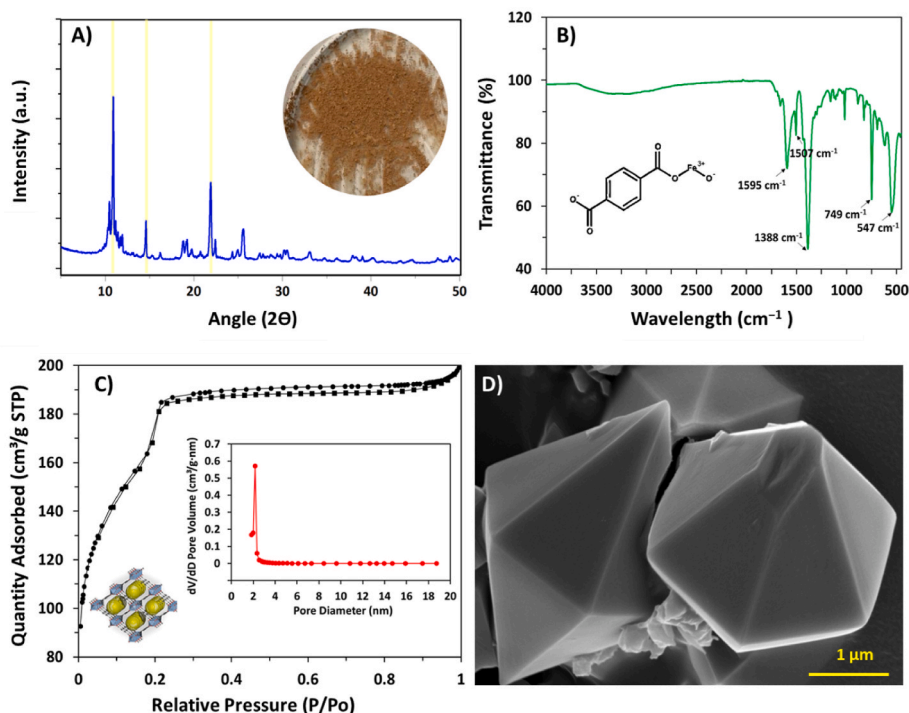 A)
Intensity (a.u.)
10
20
30
40
50
Angle (2Θ)
B)
Transmittance (%)
120
100
80
60
40
1507 cm⁻¹
1595 cm⁻¹
749 cm⁻¹
547 cm⁻¹
1388 cm⁻¹
O
Fe³⁺
O
O⁻
O⁻
O
4000 3450 2500 1500 1000 450
Wavelength (cm⁻¹ )
C)
Quantity Adsorbed (cm³/g STP)
200
180
160
140
120
100
80
0 0.2 0.4 0.6 0.8 1
Relative Pressure (P/Po)
dV/dD Pore Volume (cm³/g·nm)
0.7
0.6
0.5
0.4
0.3
0.2
0.1
0
0 2 4 6 8 10 12 14 16 18 20
Pore Diameter (nm)
D)
1 µm